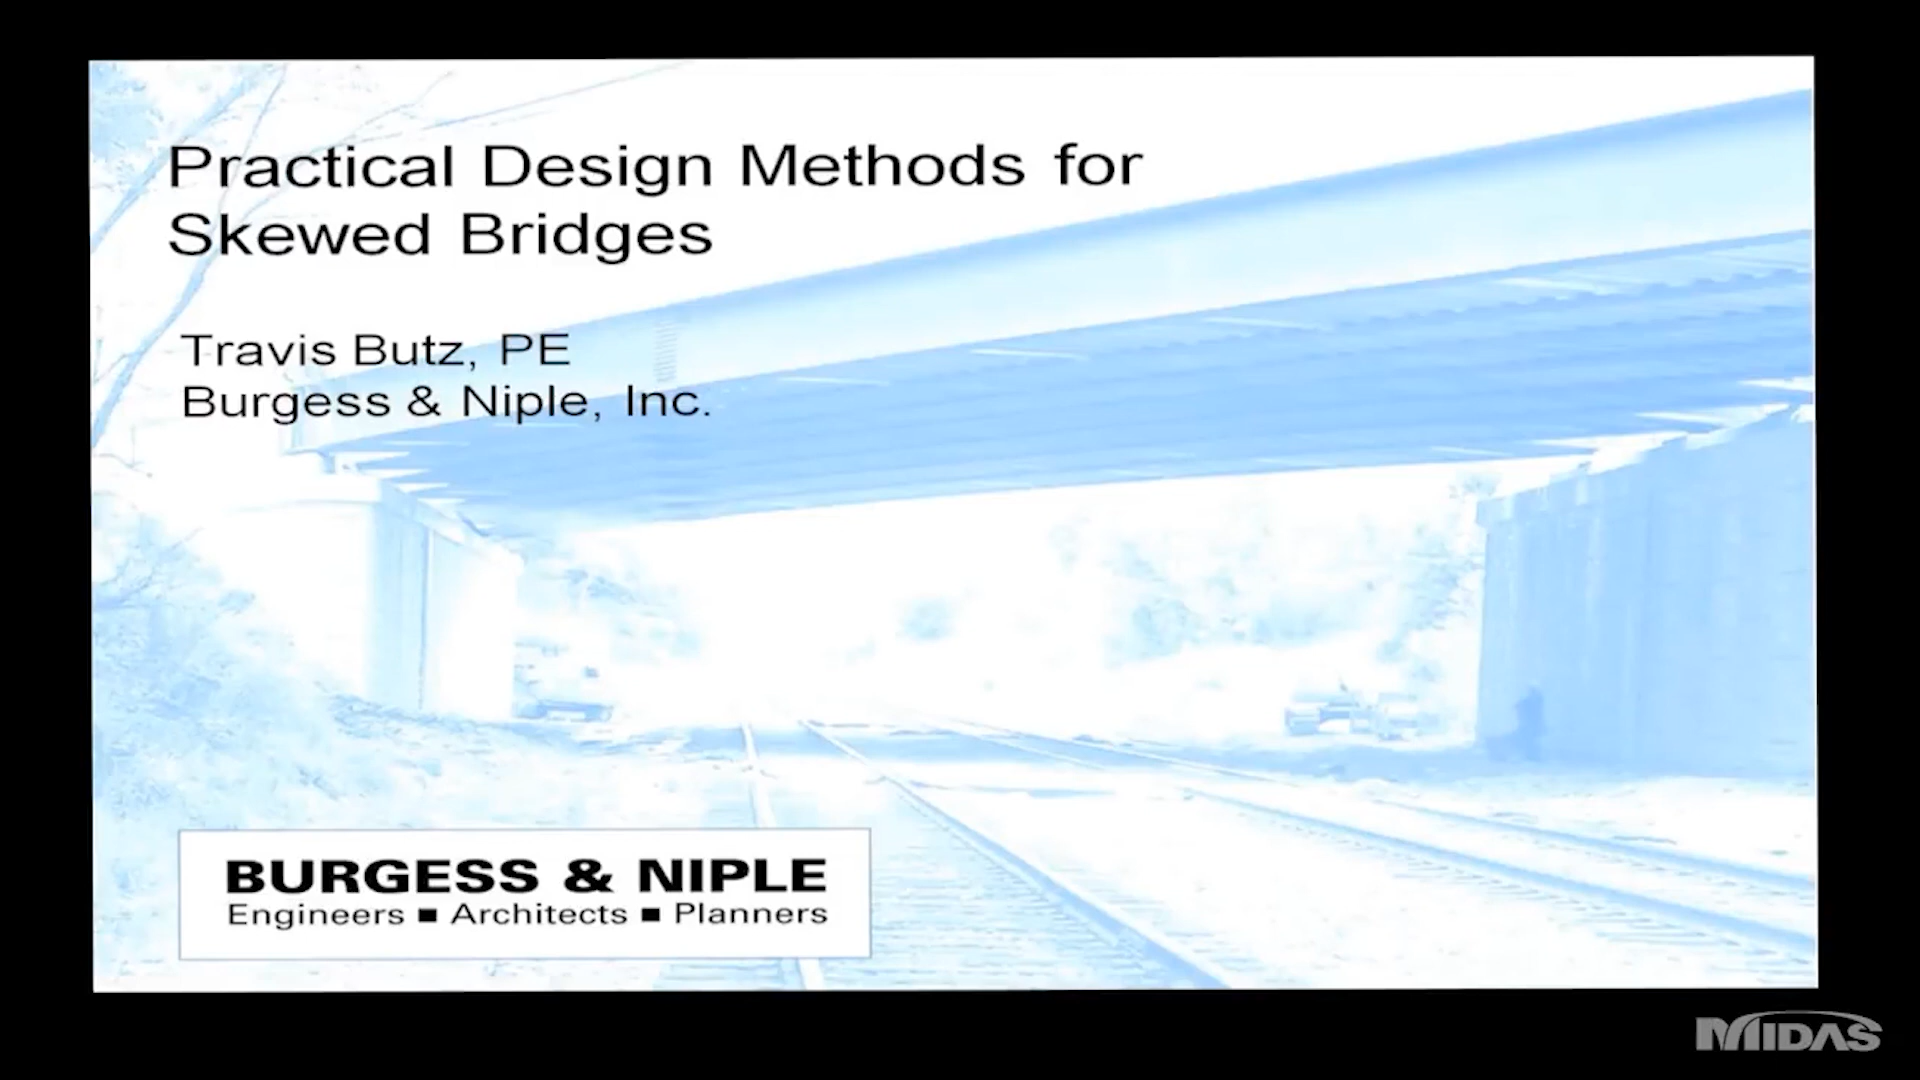 Practical Design Methods for
Skewed Bridges
Travis Butz, PE
Burgess & Niple, Inc.
BURGESS & NIPLE
Engineers ■ Architects ■ Planners
MIDAS